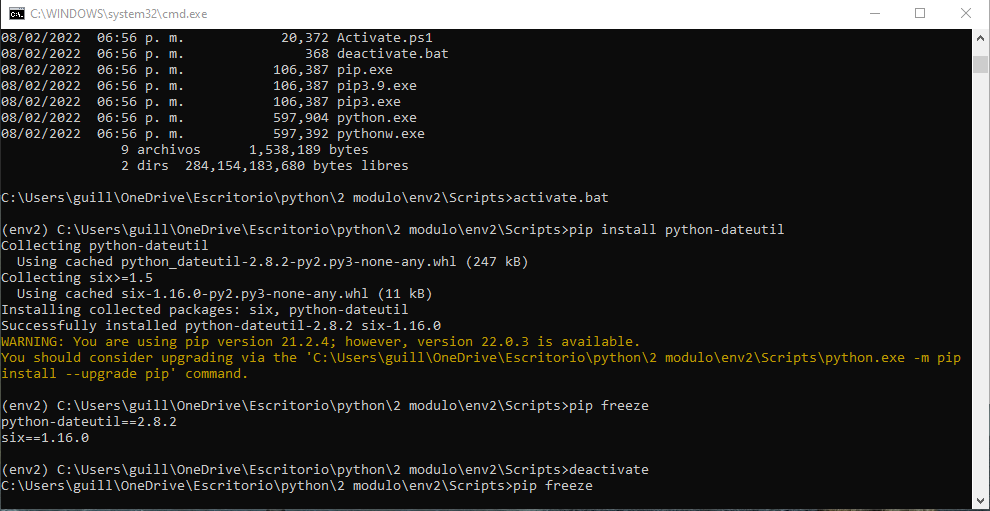 C:\WINDOWS\system32\cmd.exe
08/02/2022  06:56 p. m.            20,372 Activate.ps1
08/02/2022  06:56 p. m.               368 deactivate.bat
08/02/2022  06:56 p. m.           106,387 pip.exe
08/02/2022  06:56 p. m.           106,387 pip3.9.exe
08/02/2022  06:56 p. m.           106,387 pip3.exe
08/02/2022  06:56 p. m.           597,904 python.exe
08/02/2022  06:56 p. m.           597,392 pythonw.exe
               9 archivos      1,538,189 bytes
               2 dirs  284,154,183,680 bytes libres
C:\Users\guill\OneDrive\Escritorio\python\2 modulo\env2\Scripts>activate.bat
(env2) C:\Users\guill\OneDrive\Escritorio\python\2 modulo\env2\Scripts>pip install python-dateutil
Collecting python-dateutil
  Using cached python_dateutil-2.8.2-py2.py3-none-any.whl (247 kB)
Collecting six>=1.5
  Using cached six-1.16.0-py2.py3-none-any.whl (11 kB)
Installing collected packages: six, python-dateutil
Successfully installed python-dateutil-2.8.2 six-1.16.0
WARNING: You are using pip version 21.2.4; however, version 22.0.3 is available.
You should consider upgrading via the 'C:\Users\guill\OneDrive\Escritorio\python\2 modulo\env2\Scripts\python.exe -m pip
install --upgrade pip' command.
(env2) C:\Users\guill\OneDrive\Escritorio\python\2 modulo\env2\Scripts>pip freeze
python-dateutil==2.8.2
six==1.16.0
(env2) C:\Users\guill\OneDrive\Escritorio\python\2 modulo\env2\Scripts>deactivate
C:\Users\guill\OneDrive\Escritorio\python\2 modulo\env2\Scripts>pip freeze